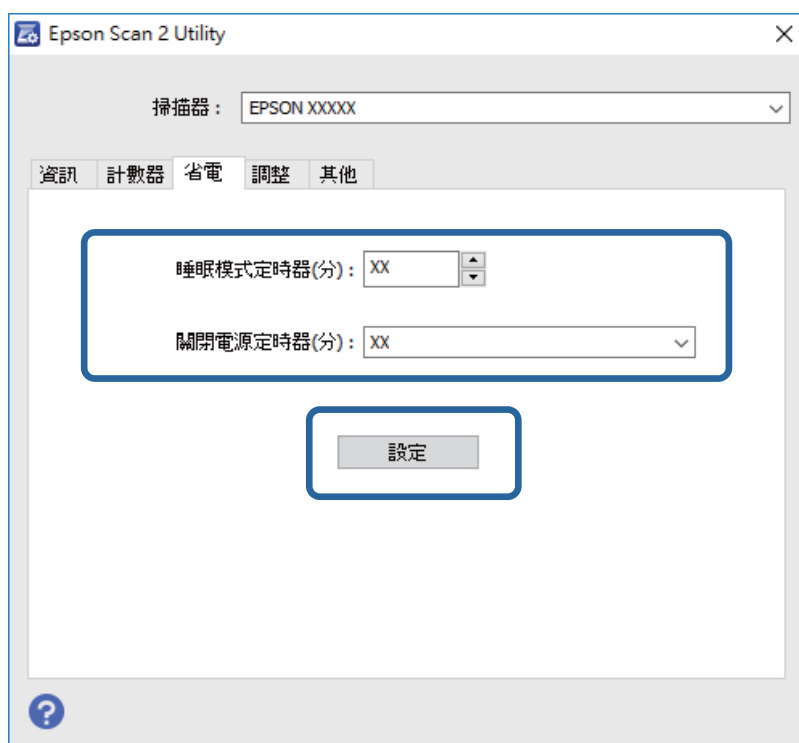 Epson Scan 2 Utility
掃描器： EPSON XXXXX
資訊 計數器 省電 調整 其他
睡眠模式定時器(分)： XX
關閉電源定時器(分)： XX
設定
?